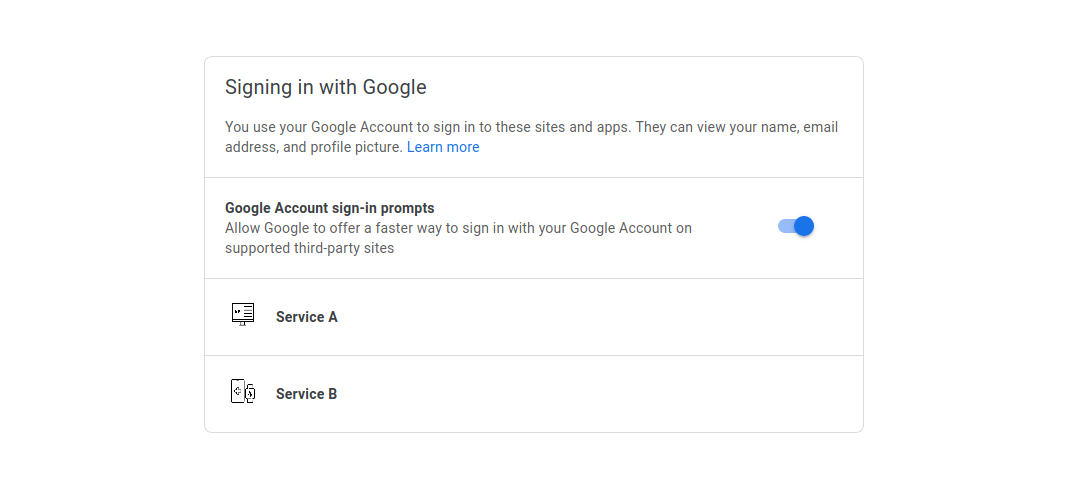 Signing in with Google
You use your Google Account to sign in to these sites and apps. They can view your name, email
address, and profile picture. Learn more
Google Account sign-in prompts
Allow Google to offer a faster way to sign in with your Google Account on
supported third-party sites
Service A
Service B